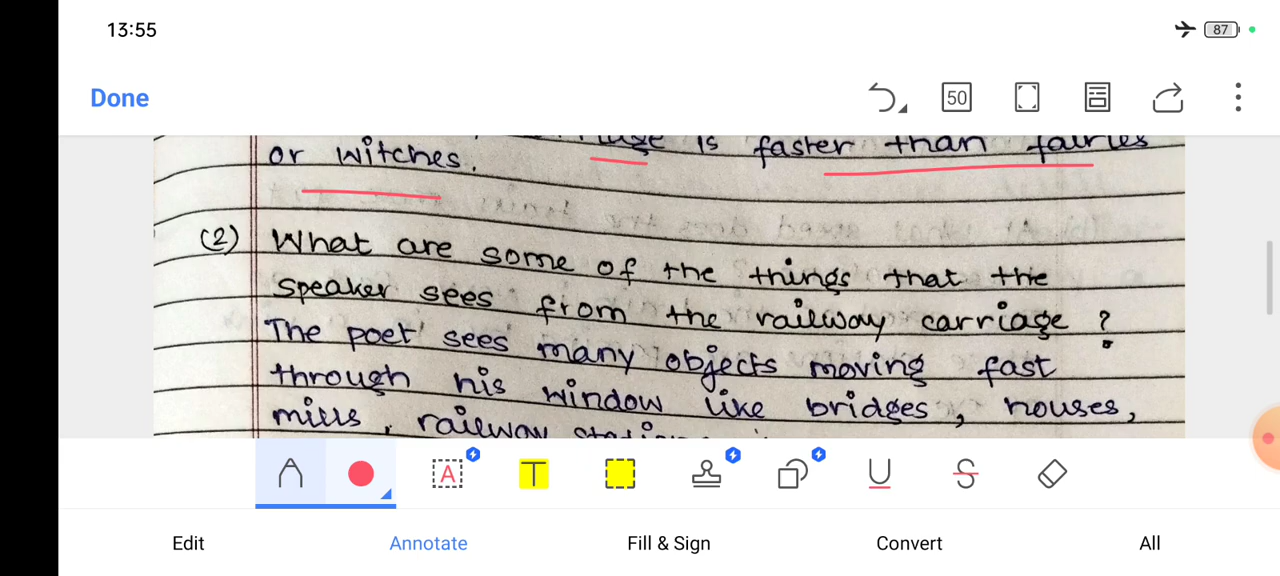 13:55
87
Done
50
is faster than fairies
or witches.
(2) What are some of the things that the
speaker sees from the railway carriage ?
The poet sees many objects moving fast
through his window like bridges, houses,
mills, railway
A
T
U
S
Edit
Annotate
Fill & Sign
Convert
All